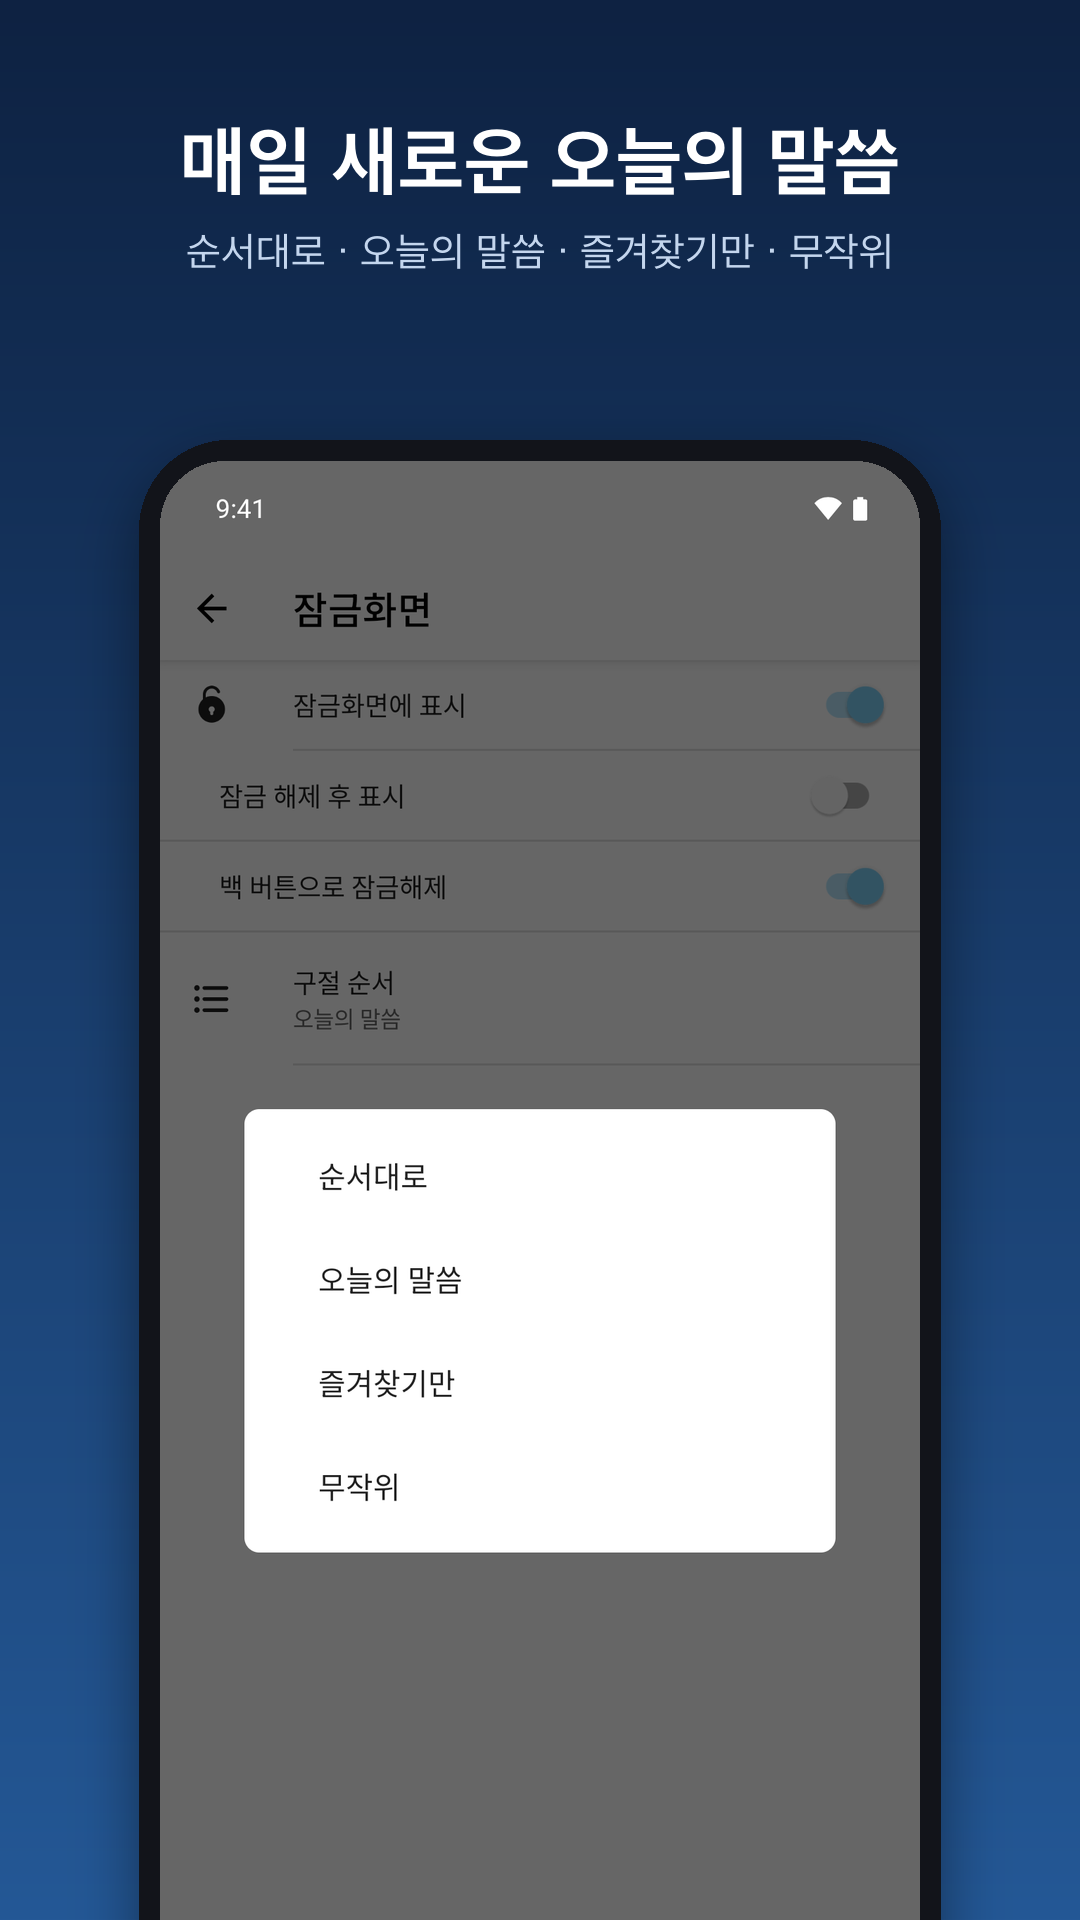 매일 새로운 오늘의 말씀
순서대로 · 오늘의 말씀 · 즐겨찾기만 · 무작위
9:41
잠금화면
잠금화면에 표시
잠금 해제 후 표시
백 버튼으로 잠금해제
구절 순서
오늘의 말씀
순서대로
오늘의 말씀
즐겨찾기만
무작위